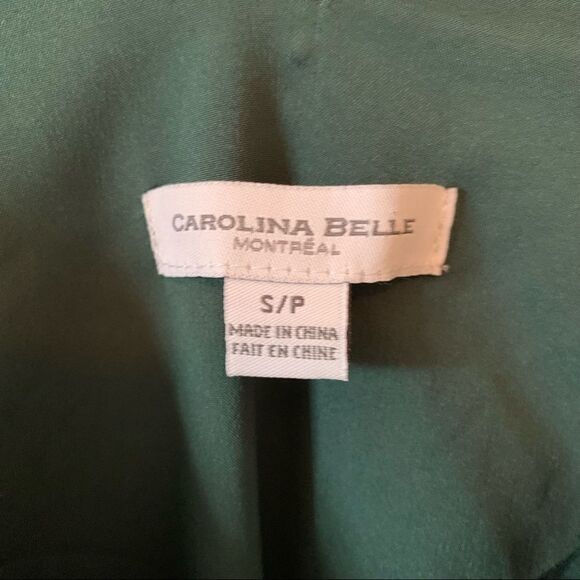 CAROLINA BELLE
MONTRÉAL
S/P
MADE IN CHINA
FAIT EN CHINE